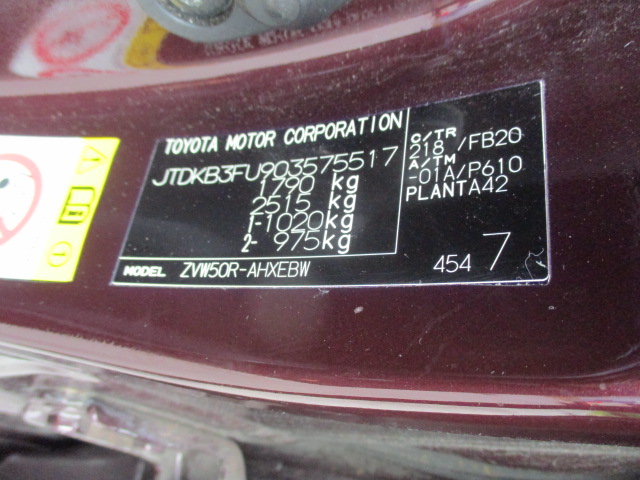 TOYOTA MOTOR CORPORATION
JTDKB3FU903575517
1790 kg
2515 kg
1-1020kg
2- 975kg
MODEL ZVW50R-AHXEBW
C/TR
218 /FB20
A/TM
-01A/P610
PLANTA42
454 7